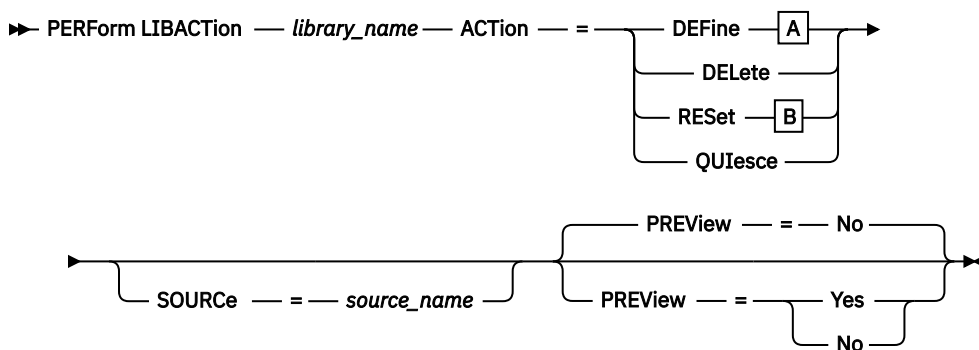 PERForm LIBACTion library_name ACTion = DEFine A
DELete
RESet B
QUIesce
PREView = No
SOURCe = source_name PREView = Yes
No